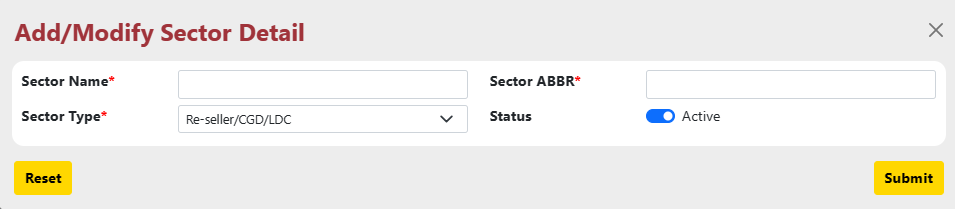 Add/Modify Sector Detail
Sector Name*
Sector ABBR*
Sector Type*
Re-seller/CGD/LDC
Status
Active
Reset
Submit